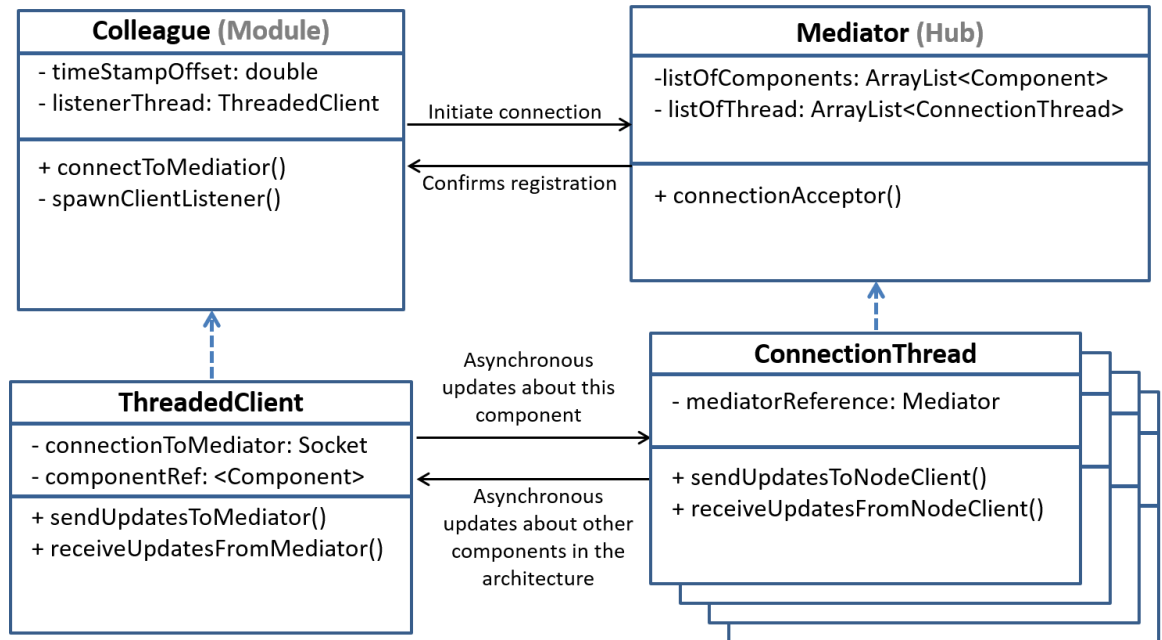 Colleague (Module)
- timeStampOffset: double
- listenerThread: ThreadedClient
+ connectToMediatior()
- spawnClientListener()
Initiate connection
Confirms registration
Mediator (Hub)
-listOfComponents: ArrayList<Component>
- listOfThread: ArrayList<ConnectionThread>
+ connectionAcceptor()
ThreadedClient
- connectionToMediator: Socket
- componentRef: <Component>
+ sendUpdatesToMediator()
+ receiveUpdatesFromMediator()
Asynchronous
updates about this
component
Asynchronous
updates about other
components in the
architecture
ConnectionThread
- mediatorReference: Mediator
+ sendUpdatesToNodeClient()
+ receiveUpdatesFromNodeClient()